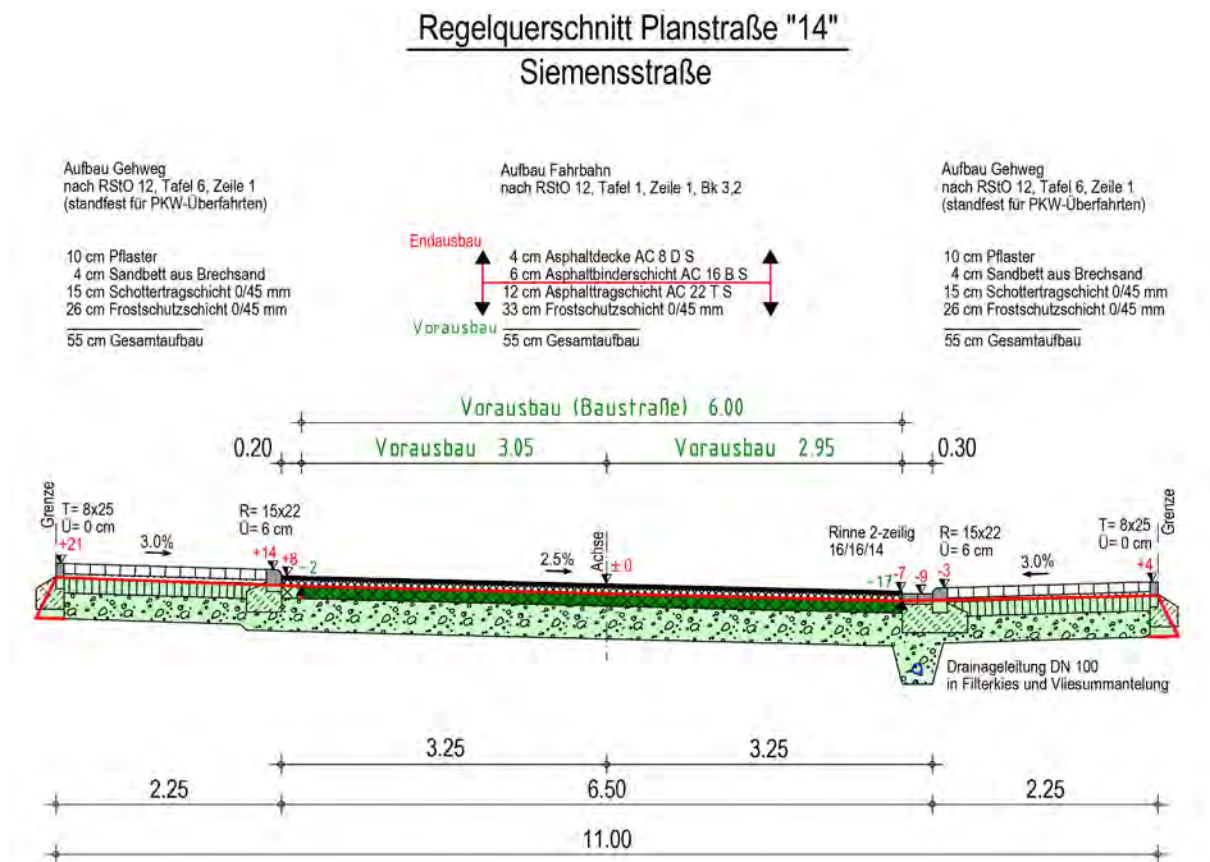 Regelquerschnitt Planstraße "14"
Siemensstraße
Aufbau Gehweg
nach RStO 12, Tafel 6, Zeile 1
(standfest für PKW-Überfahrten)
10 cm Pflaster
4 cm Sandbett aus Brechsand
15 cm Schottertragschicht 0/45 mm
26 cm Frostschutzschicht 0/45 mm
55 cm Gesamtaufbau
Aufbau Fahrbahn
nach RStO 12, Tafel 1, Zeile 1, Bk 3,2
Endausbau
4 cm Asphaltdecke AC 8 D S
6 cm Asphaltbinderschicht AC 16 B S
12 cm Asphalttragschicht AC 22 T S
33 cm Frostschutzschicht 0/45 mm
Vorausbau
55 cm Gesamtaufbau
Aufbau Gehweg
nach RStO 12, Tafel 6, Zeile 1
(standfest für PKW-Überfahrten)
10 cm Pflaster
4 cm Sandbett aus Brechsand
15 cm Schottertragschicht 0/45 mm
26 cm Frostschutzschicht 0/45 mm
55 cm Gesamtaufbau
Vorausbau (Baustraße) 6.00
0.20
Vorausbau 3.05
Vorausbau 2.95
0.30
Grenze
T= 8x25
Ü= 0 cm
+21
3.0%
R= 15x22
Ü= 6 cm
+14
+8
-2
2.5%
Achse
±0
Rinne 2-zeilig
16/16/14
-17
-7
-9
R= 15x22
Ü= 6 cm
-3
3.0%
T= 8x25
Ü= 0 cm
+4
Grenze
Drainageleitung DN 100
in Filterkies und Vliesummantelung
3.25
3.25
2.25
6.50
2.25
11.00